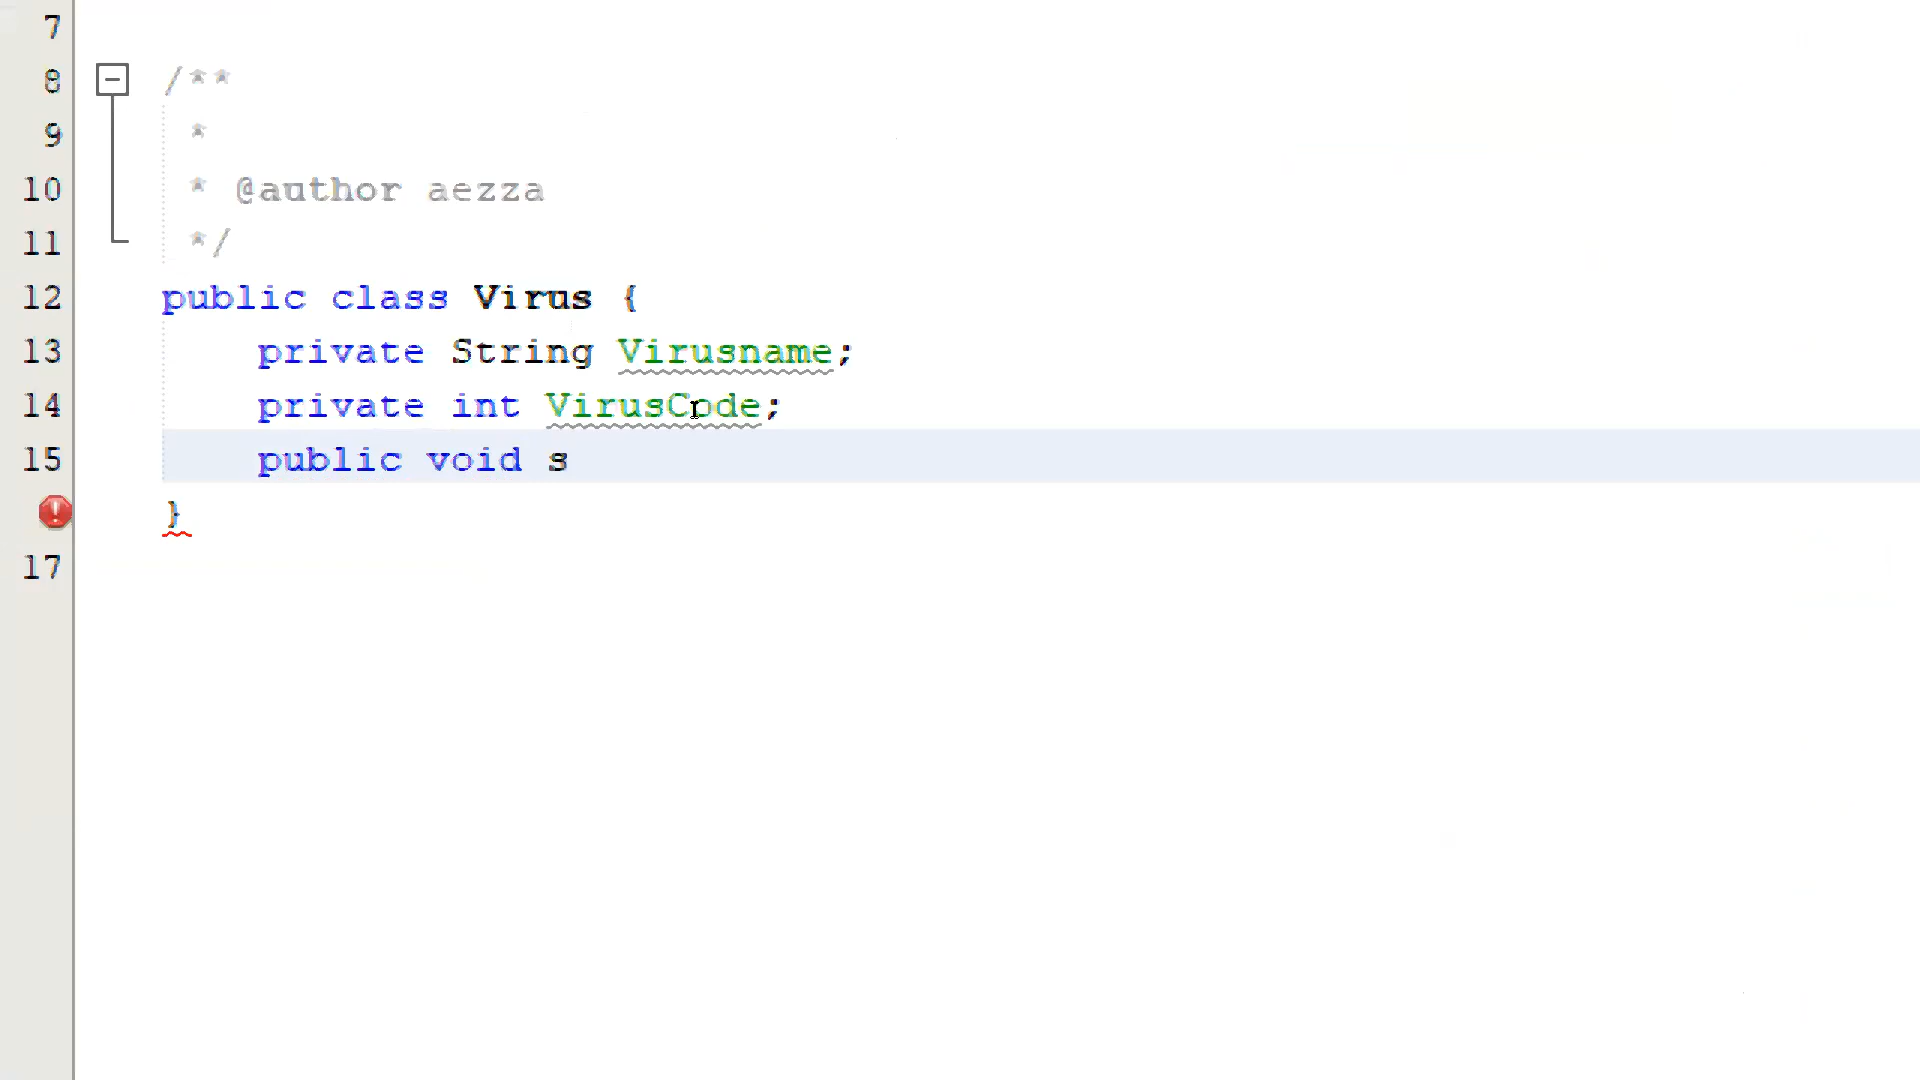 7
8 /**
9 *
10 * @author aezza
11 */
12 public class Virus {
13 private String Virusname;
14 private int VirusCode;
15 public void s
}
17